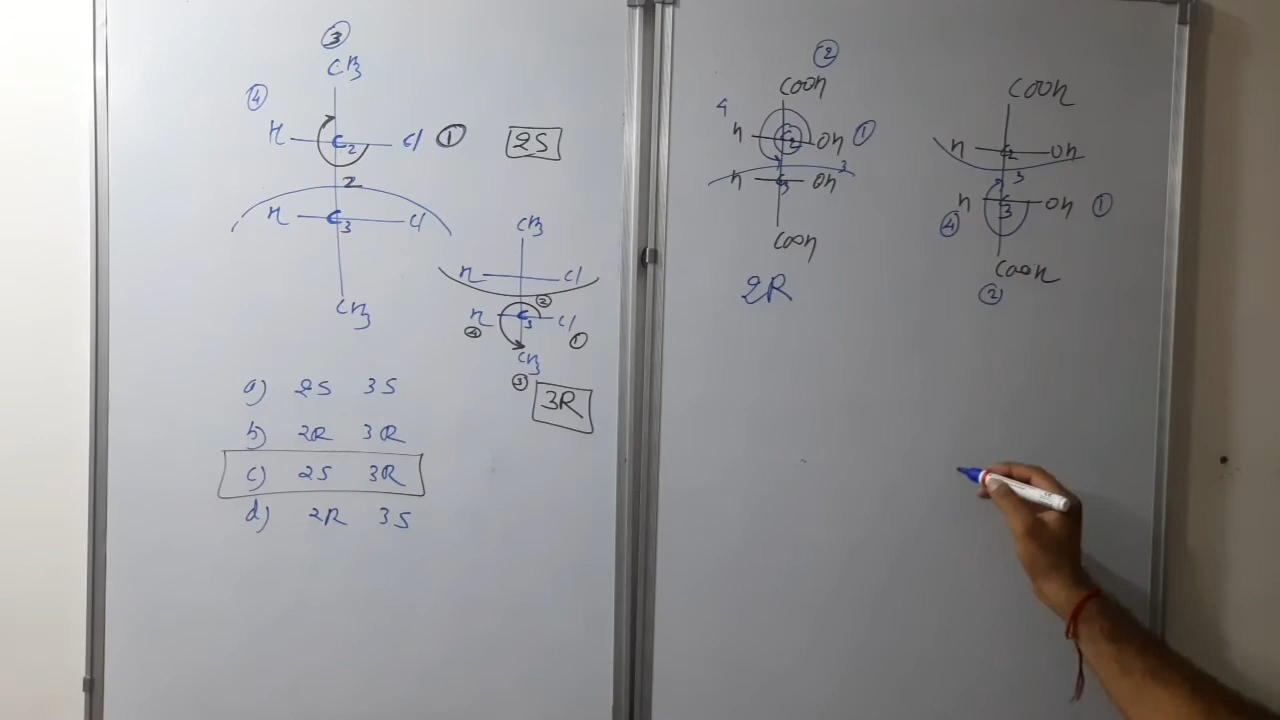 3
CH3
4
H C2 Cl 1
2S
2
H C3 Cl
CH3
CH3
H Cl
2
H C3 Cl
4 1
CH3
3
3R
a) 2S 3S
b) 2R 3R
c) 2S 3R
d) 2R 3S
2
COOH
4
H C2 OH 1
3
H C3 OH
COOH
2R
COOH
H C2 OH
3
H C3 OH 1
4
COOH
2